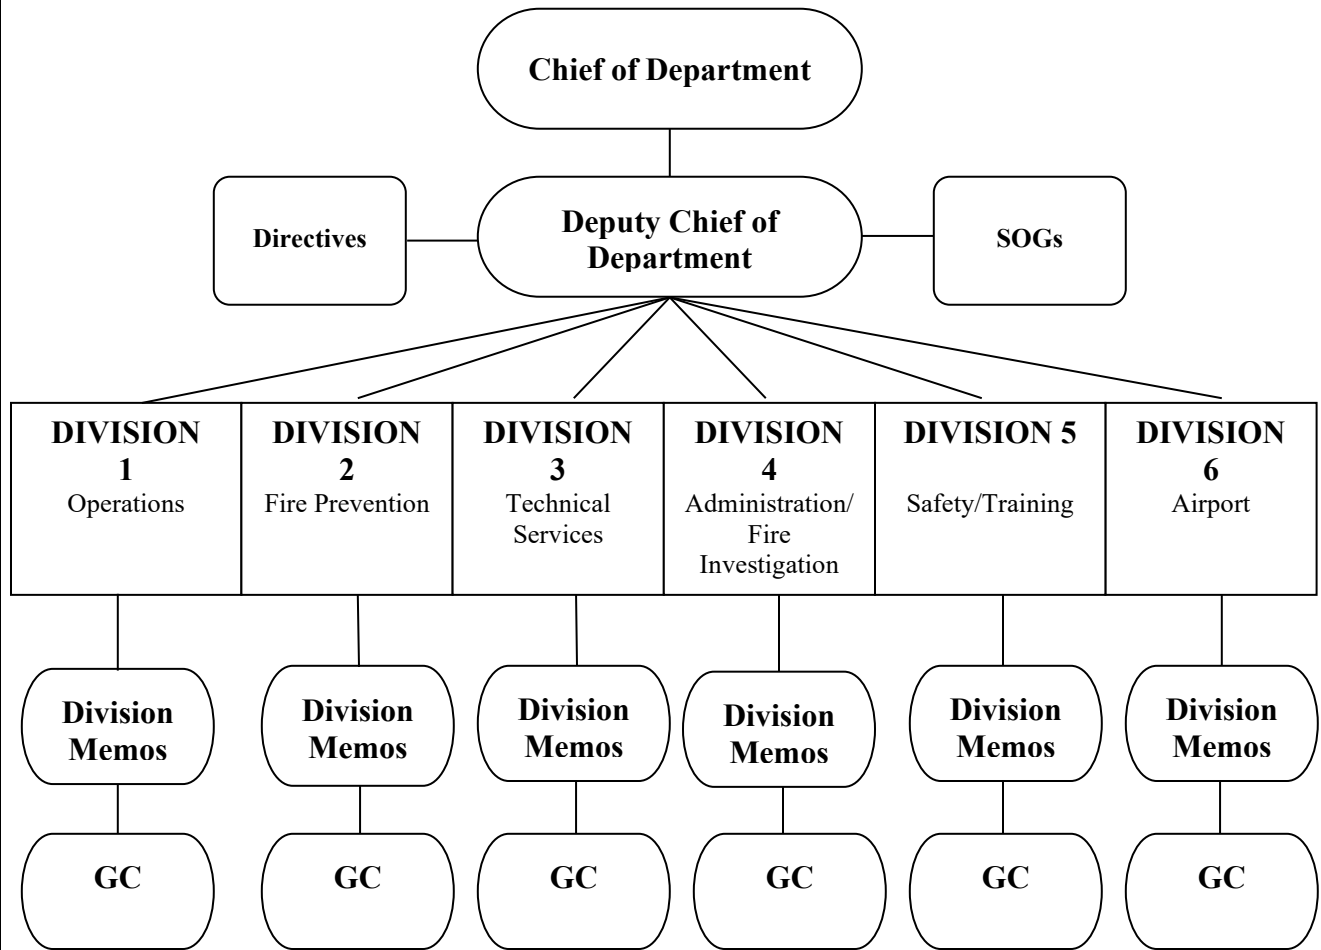 Chief of Department
Directives
Deputy Chief of
Department
SOGs
DIVISION
1
Operations
DIVISION
2
Fire Prevention
DIVISION
3
Technical
Services
DIVISION
4
Administration/
Fire
Investigation
DIVISION 5
Safety/Training
DIVISION
6
Airport
Division
Memos
Division
Memos
Division
Memos
Division
Memos
Division
Memos
Division
Memos
GC
GC
GC
GC
GC
GC